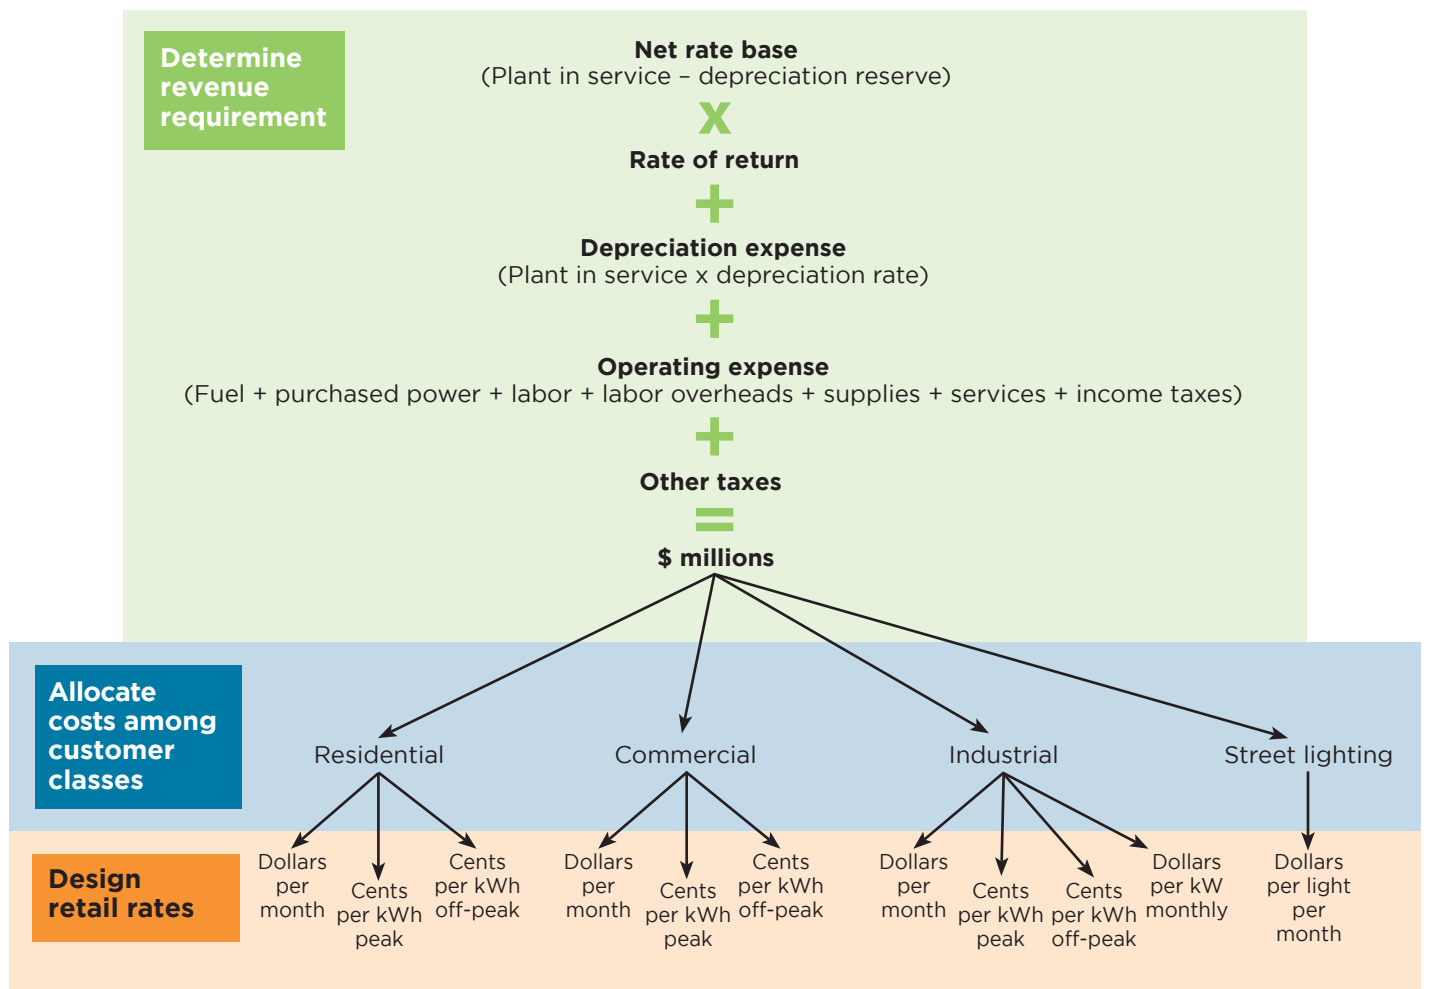 Determine
revenue
requirement
Net rate base
(Plant in service – depreciation reserve)
x
Rate of return
+
Depreciation expense
(Plant in service x depreciation rate)
+
Operating expense
(Fuel + purchased power + labor + labor overheads + supplies + services + income taxes)
+
Other taxes
=
$ millions
Allocate
costs among
customer
classes
Residential
Commercial
Industrial
Street lighting
Design
retail rates
Dollars
per
month
Cents
per kWh
peak
Cents
per kWh
off-peak
Dollars
per
month
Cents
per kWh
peak
Cents
per kWh
off-peak
Dollars
per
month
Cents
per kWh
peak
Cents
per kWh
off-peak
Dollars
per kW
monthly
Dollars
per light
per
month